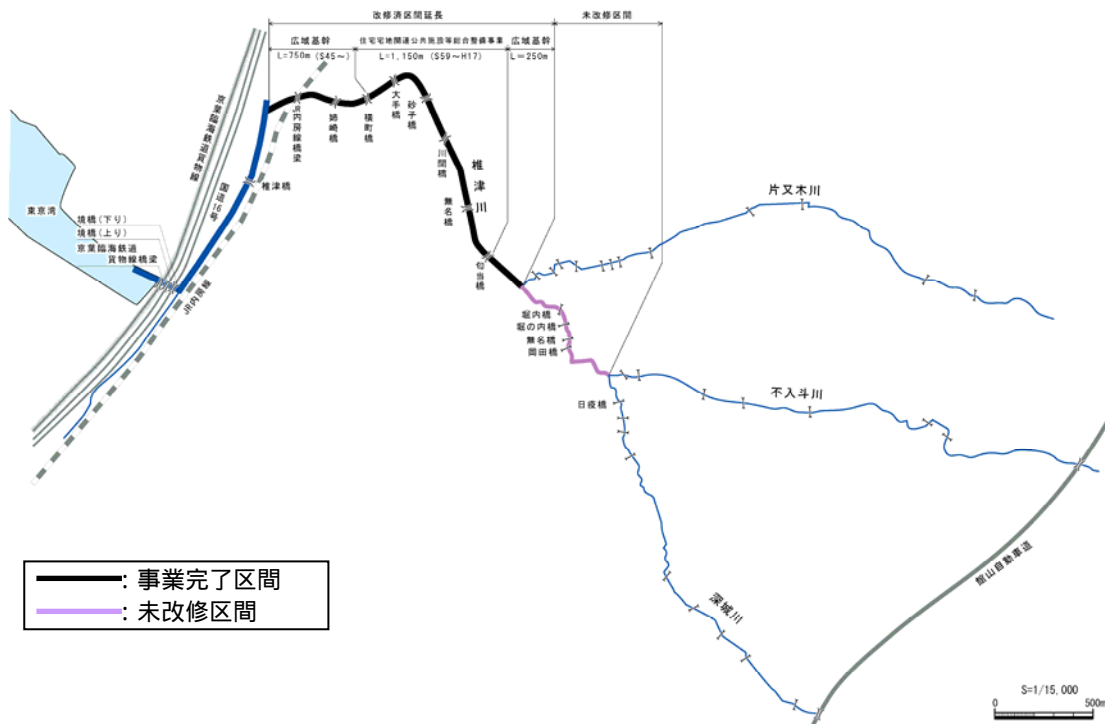 改修済区間延長
未改修区間
広域基幹
住宅宅地関連公共施設等総合整備事業
広域基幹
L=750m (S45～)
L=1,150m (S59～H17)
L=250m
京葉臨海鉄道貨物線
国道16号
JR内房線橋梁
姉崎橋
横町橋
大手橋
砂子橋
川間橋
椎津川
無名橋
勾当橋
椎津橋
東京湾
境橋(下り)
境橋(上り)
京葉臨海鉄道
貨物線橋梁
JR内房線
片又木川
堀内橋
堀の内橋
無名橋
岡田橋
日疫橋
不入斗川
深城川
館山自動車道
:事業完了区間
:未改修区間
S=1/15,000
0
500m